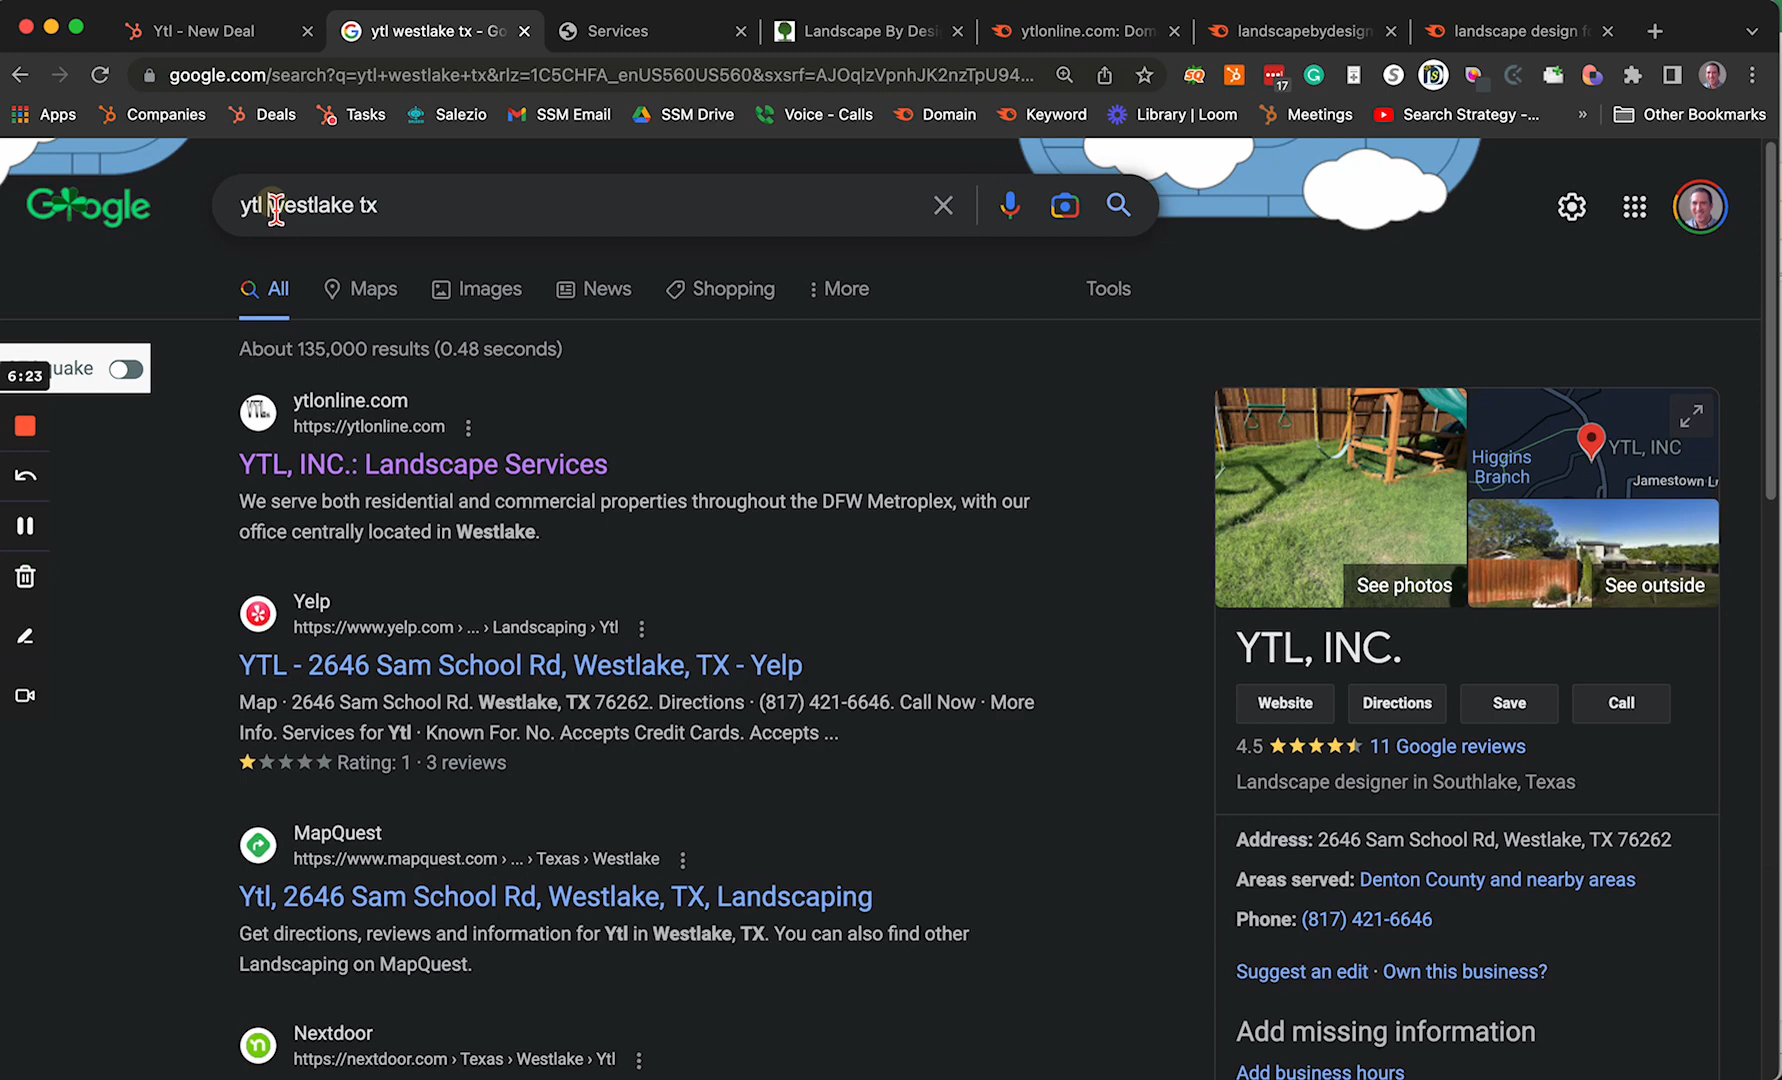 Ytl - New Deal
ytl westlake tx - Go
Services
Landscape By Desi
ytlonline.com: Dom
landscapebydesign
landscape design fo
google.com/search?q=ytl+westlake+tx&rlz=1C5CHFA_enUS560US560&sxsrf=AJOqlzVpnhJK2nzTpU94...
17
Apps
Companies
Deals
Tasks
Salezio
SSM Email
SSM Drive
Voice - Calls
Domain
Keyword
Library | Loom
Meetings
Search Strategy -...
»
Other Bookmarks
Google
ytl westlake tx
All
Maps
Images
News
Shopping
More
Tools
About 135,000 results (0.48 seconds)
uake
6:23
ytlonline.com
https://ytlonline.com
YTL, INC.: Landscape Services
We serve both residential and commercial properties throughout the DFW Metroplex, with our
office centrally located in Westlake.
Yelp
https://www.yelp.com › ... › Landscaping › Ytl
YTL - 2646 Sam School Rd, Westlake, TX - Yelp
Map · 2646 Sam School Rd. Westlake, TX 76262. Directions · (817) 421-6646. Call Now · More
Info. Services for Ytl · Known For. No. Accepts Credit Cards. Accepts ...
Rating: 1 · 3 reviews
MapQuest
https://www.mapquest.com › ... › Texas › Westlake
Ytl, 2646 Sam School Rd, Westlake, TX, Landscaping
Get directions, reviews and information for Ytl in Westlake, TX. You can also find other
Landscaping on MapQuest.
Nextdoor
https://nextdoor.com › Texas › Westlake › Ytl
Higgins
Branch
YTL, INC
Jamestown Ln
See photos
See outside
YTL, INC.
Website
Directions
Save
Call
4.5
11 Google reviews
Landscape designer in Southlake, Texas
Address: 2646 Sam School Rd, Westlake, TX 76262
Areas served: Denton County and nearby areas
Phone: (817) 421-6646
Suggest an edit · Own this business?
Add missing information
Add business hours